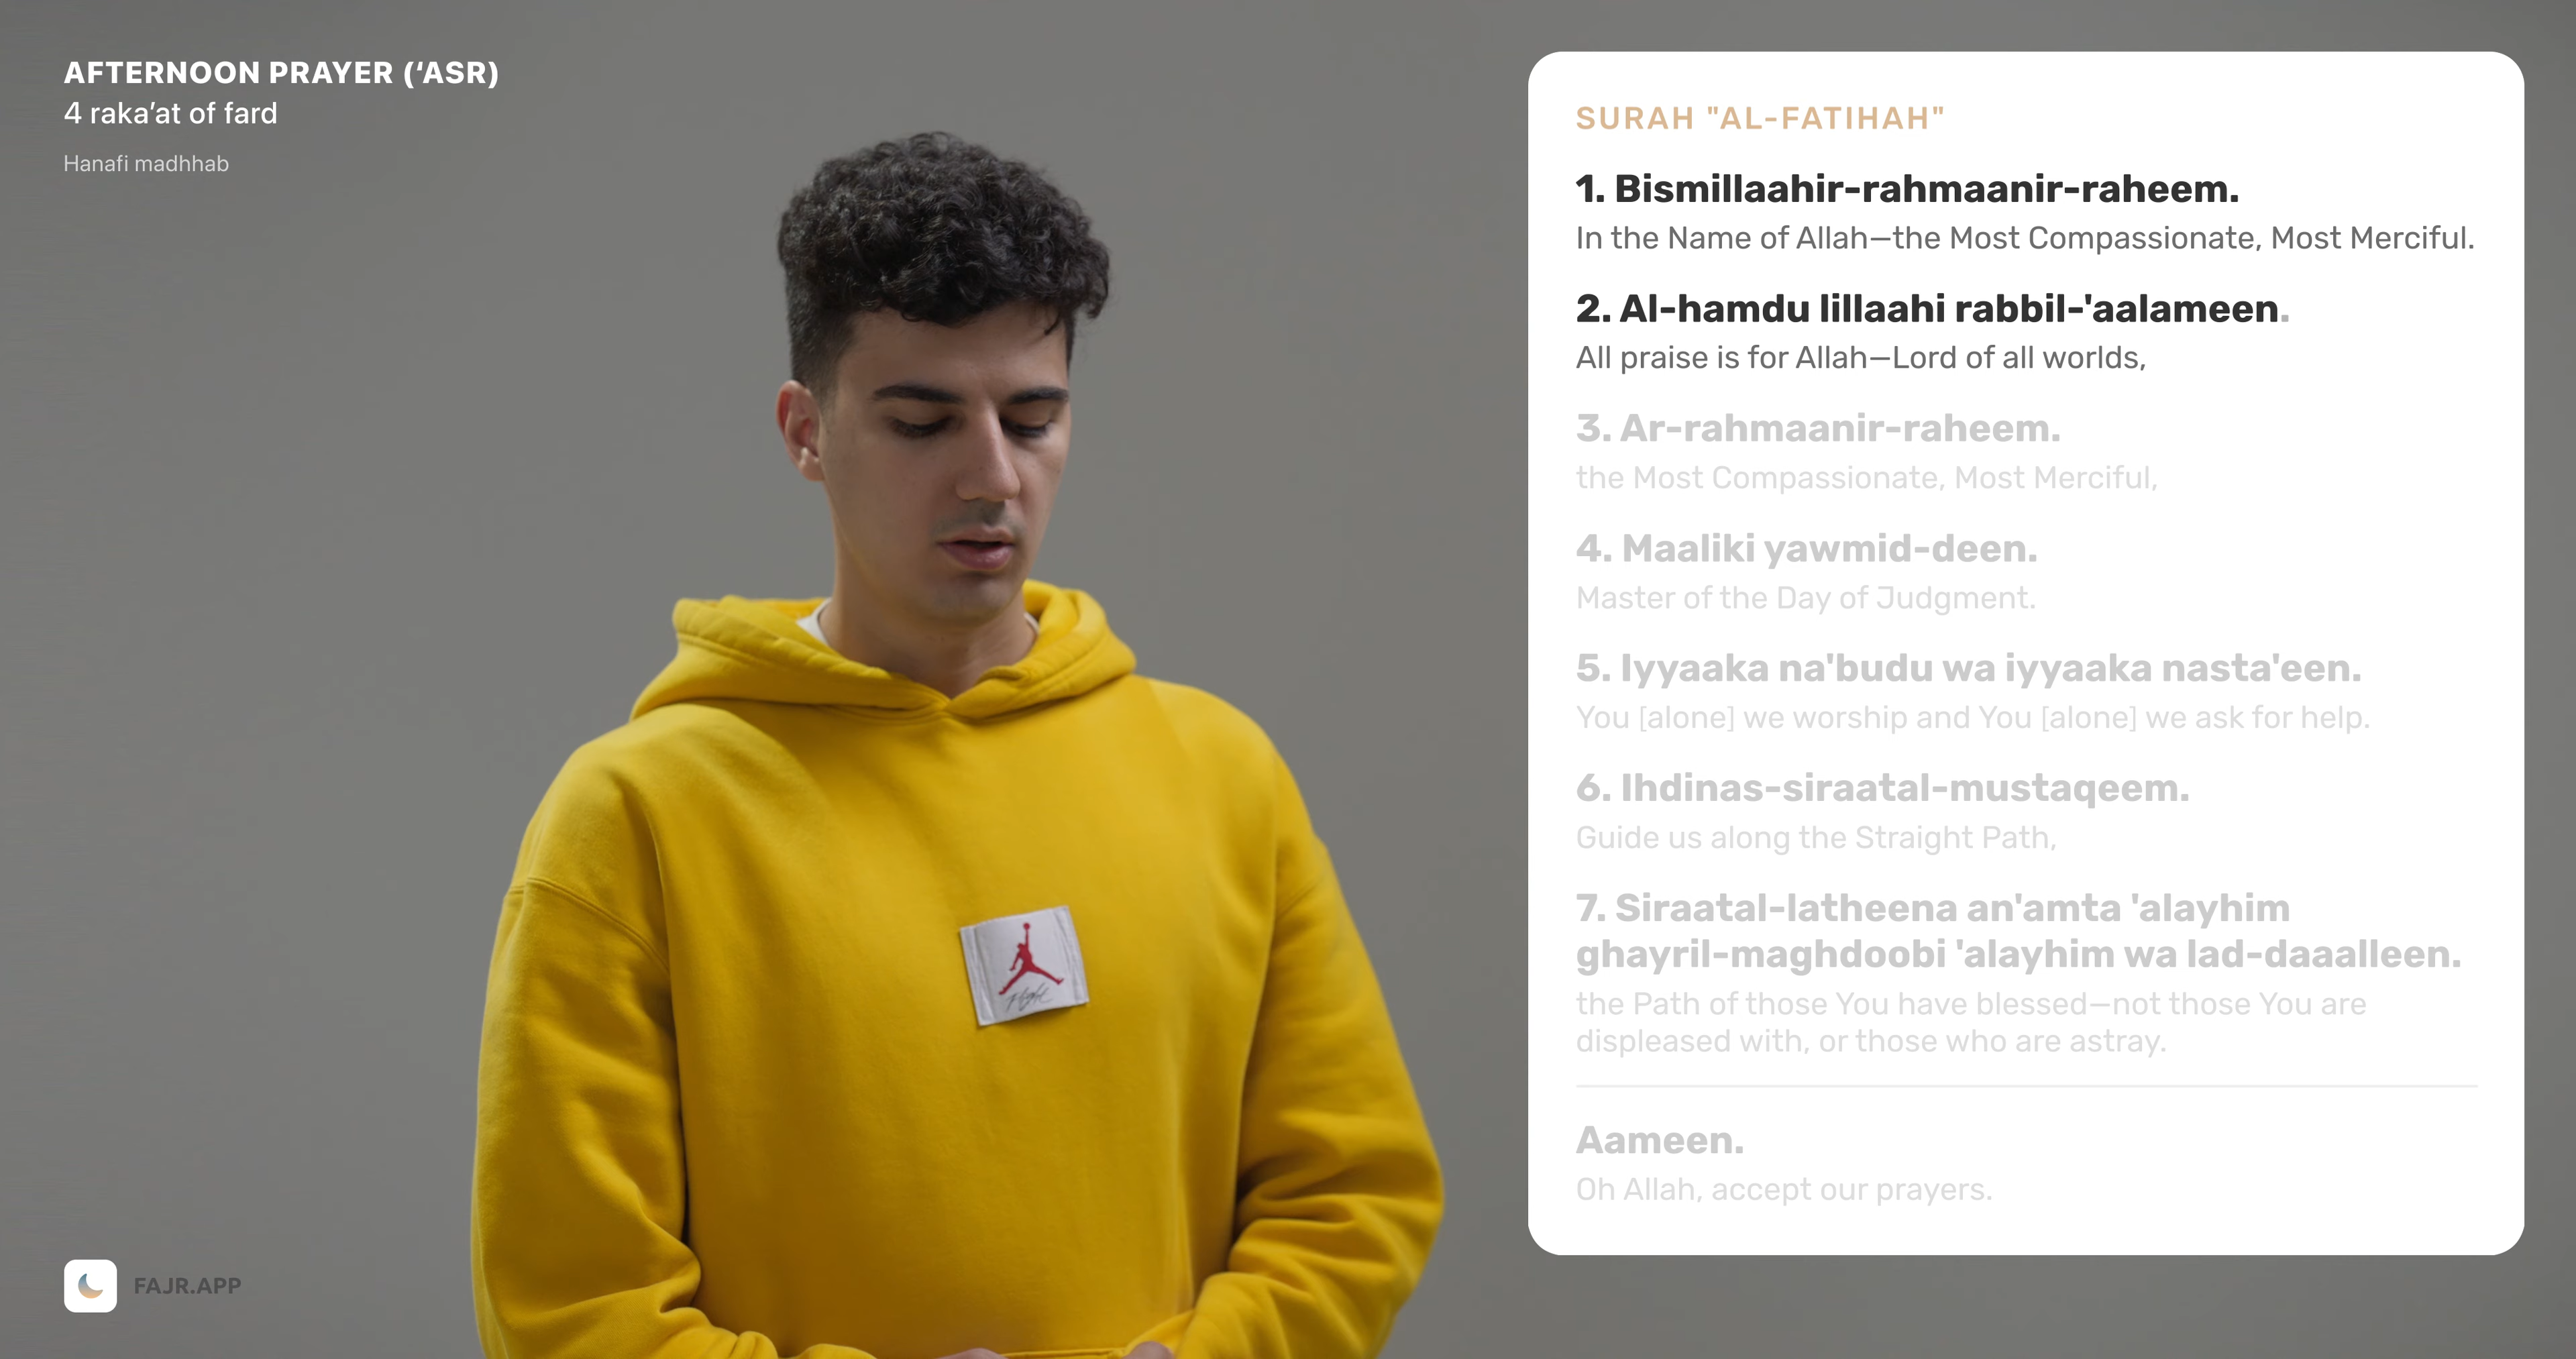 AFTERNOON PRAYER (‘ASR)
4 raka’at of fard
Hanafi madhhab
SURAH "AL-FATIHAH"
1. Bismillaahir-rahmaanir-raheem.
In the Name of Allah—the Most Compassionate, Most Merciful.
2. Al-hamdu lillaahi rabbil-'aalameen.
All praise is for Allah—Lord of all worlds,
3. Ar-rahmaanir-raheem.
the Most Compassionate, Most Merciful,
4. Maaliki yawmid-deen.
Master of the Day of Judgment.
5. Iyyaaka na'budu wa iyyaaka nasta'een.
You [alone] we worship and You [alone] we ask for help.
6. Ihdinas-siraatal-mustaqeem.
Guide us along the Straight Path,
7. Siraatal-latheena an'amta 'alayhim
ghayril-maghdoobi 'alayhim wa lad-daaalleen.
the Path of those You have blessed—not those You are
displeased with, or those who are astray.
Aameen.
Oh Allah, accept our prayers.
Flight
FAJR.APP